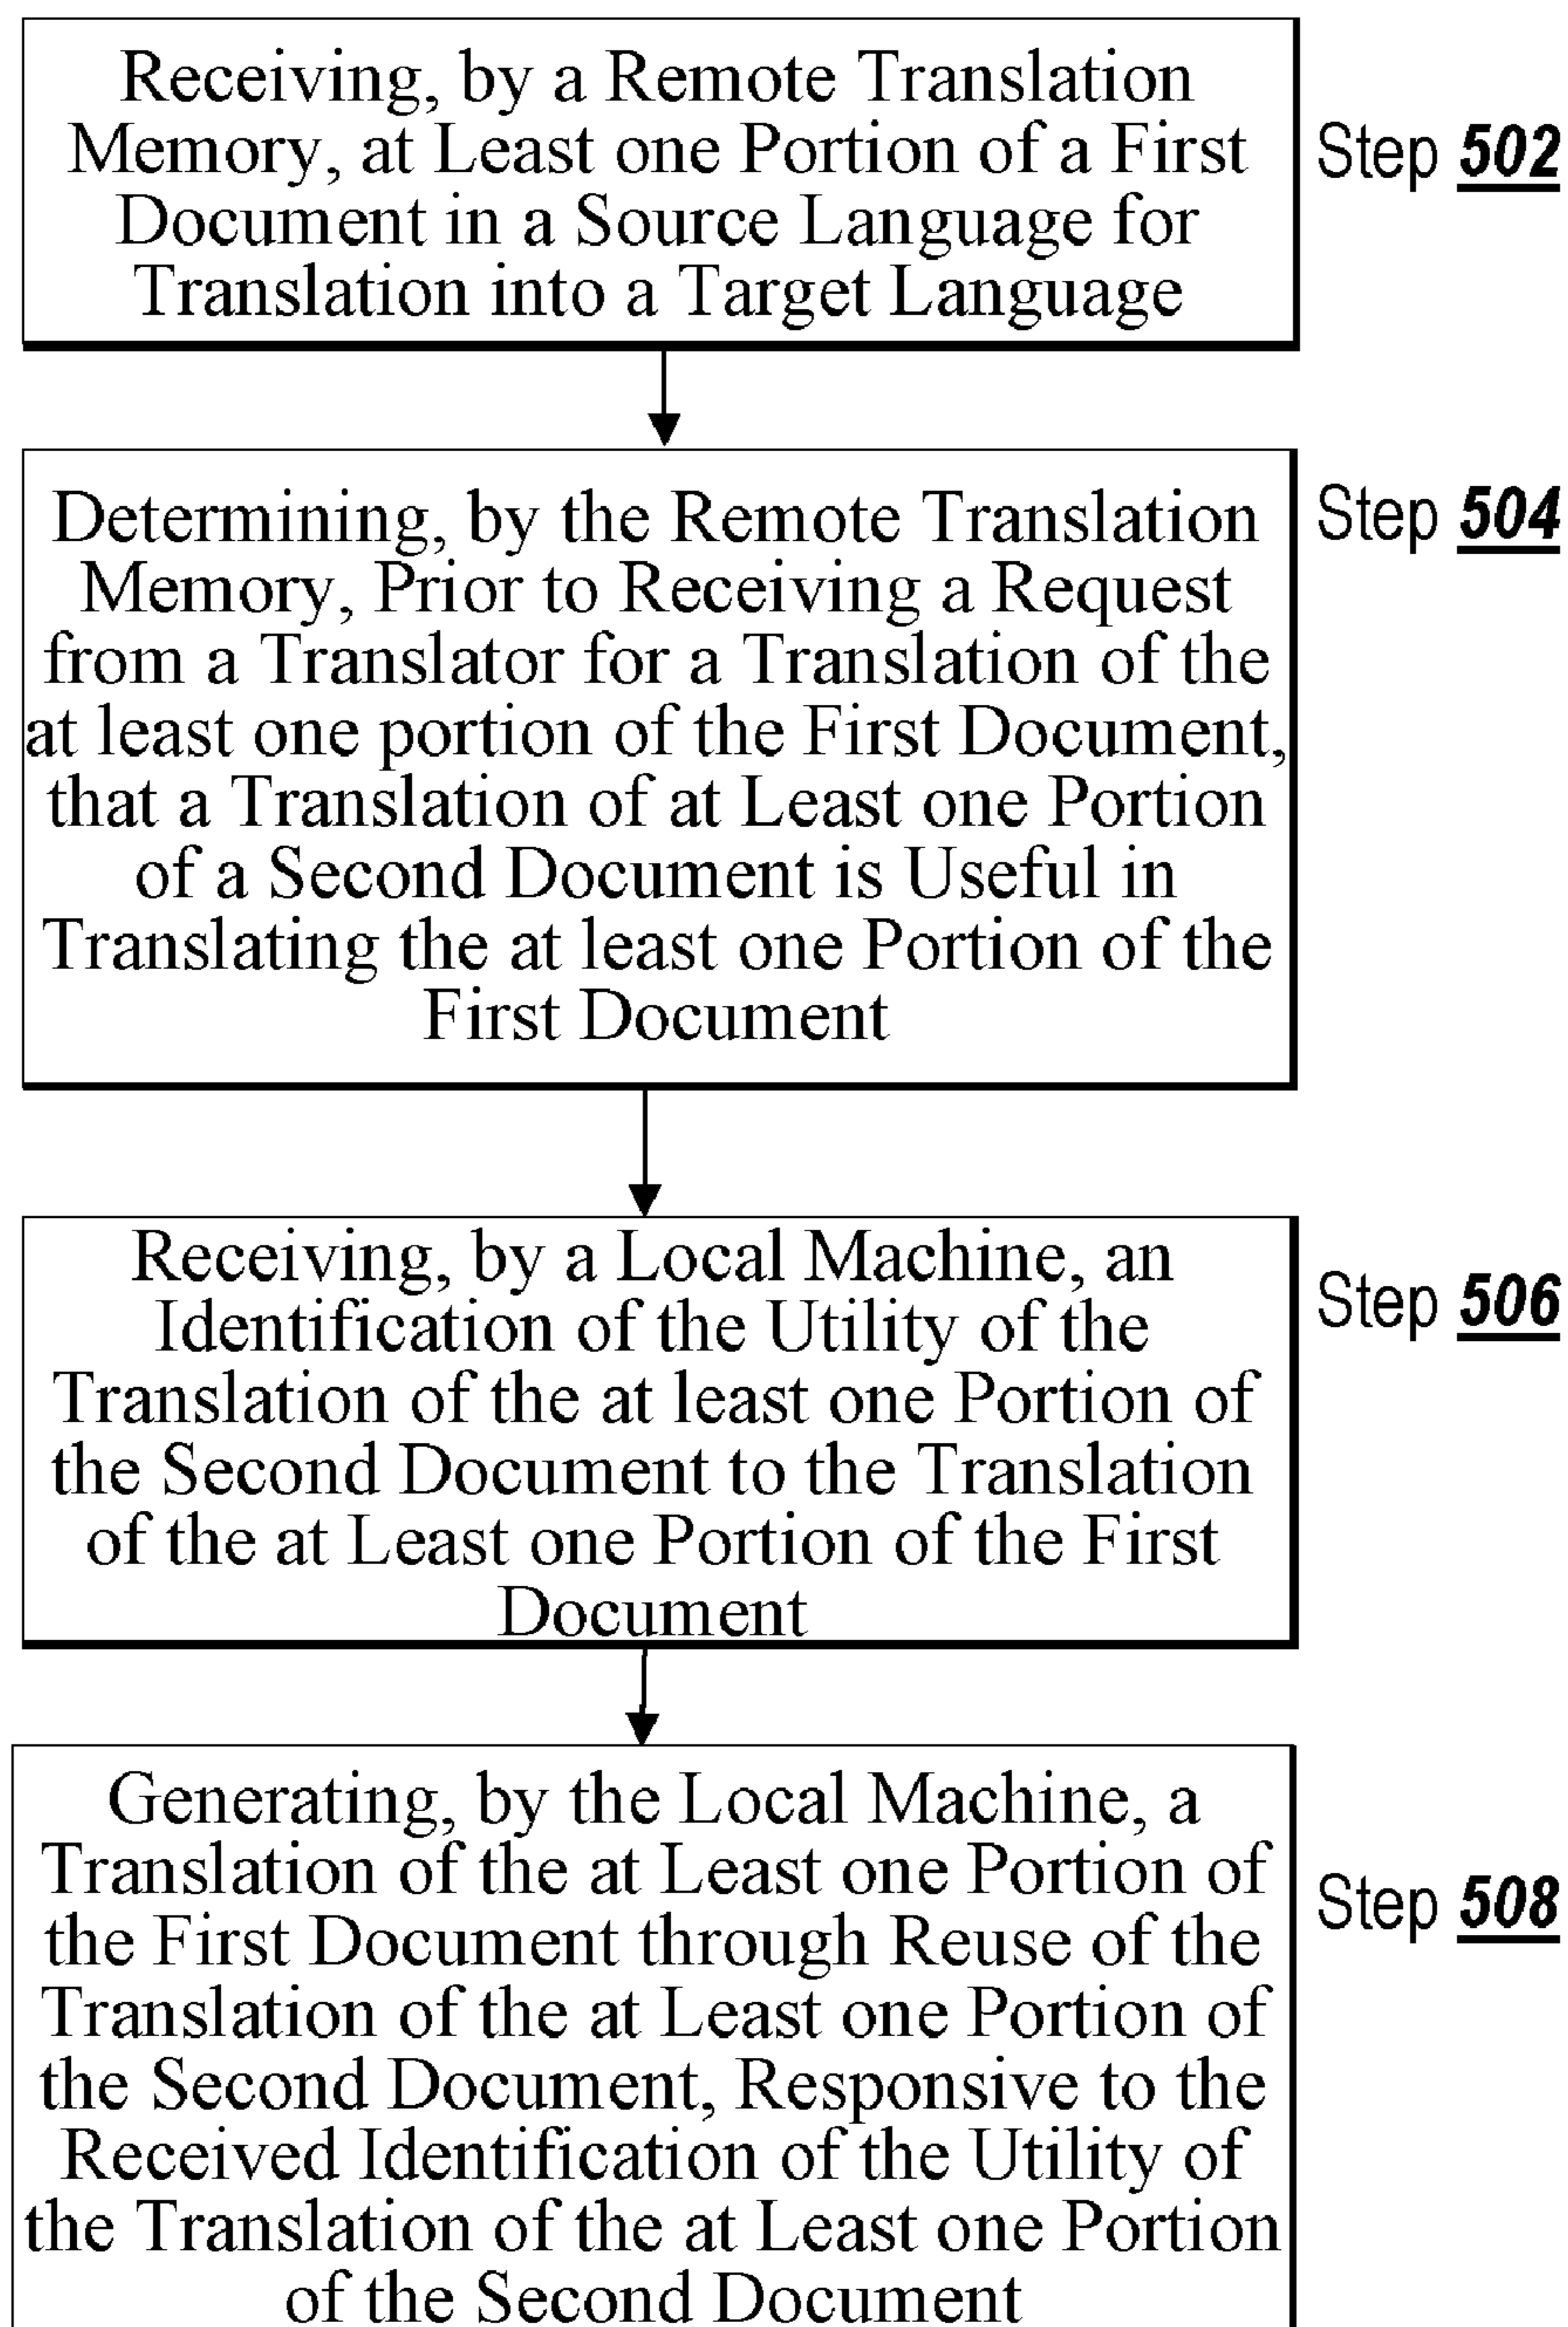 Receiving, by a Remote Translation
Memory, at Least one Portion of a First
Document in a Source Language for
Translation into a Target Language
Step 502
Determining, by the Remote Translation
Memory, Prior to Receiving a Request
from a Translator for a Translation of the
at least one portion of the First Document,
that a Translation of at Least one Portion
of a Second Document is Useful in
Translating the at least one Portion of the
First Document
Step 504
Receiving, by a Local Machine, an
Identification of the Utility of the
Translation of the at least one Portion of
the Second Document to the Translation
of the at Least one Portion of the First
Document
Step 506
Generating, by the Local Machine, a
Translation of the at Least one Portion of
the First Document through Reuse of the
Translation of the at Least one Portion of
the Second Document, Responsive to the
Received Identification of the Utility of
the Translation of the at Least one Portion
of the Second Document
Step 508